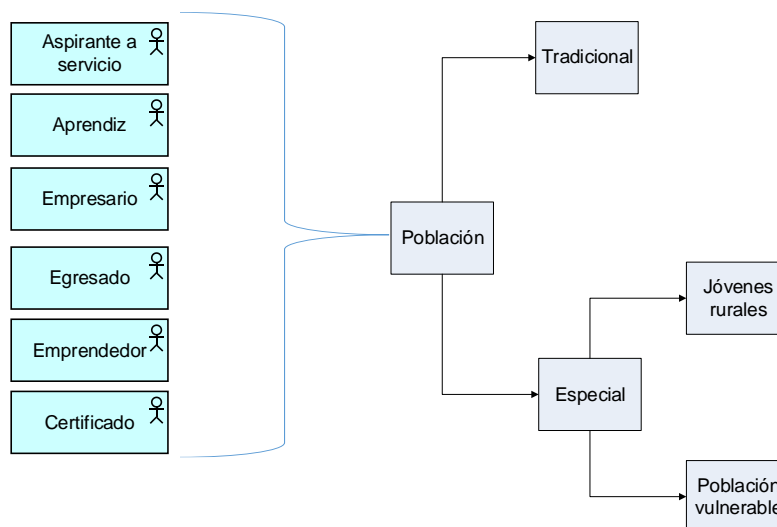 Aspirante a
servicio
Aprendiz
Empresario
Egresado
Emprendedor
Certificado
Población
Tradicional
Especial
Jóvenes
rurales
Población
vulnerable